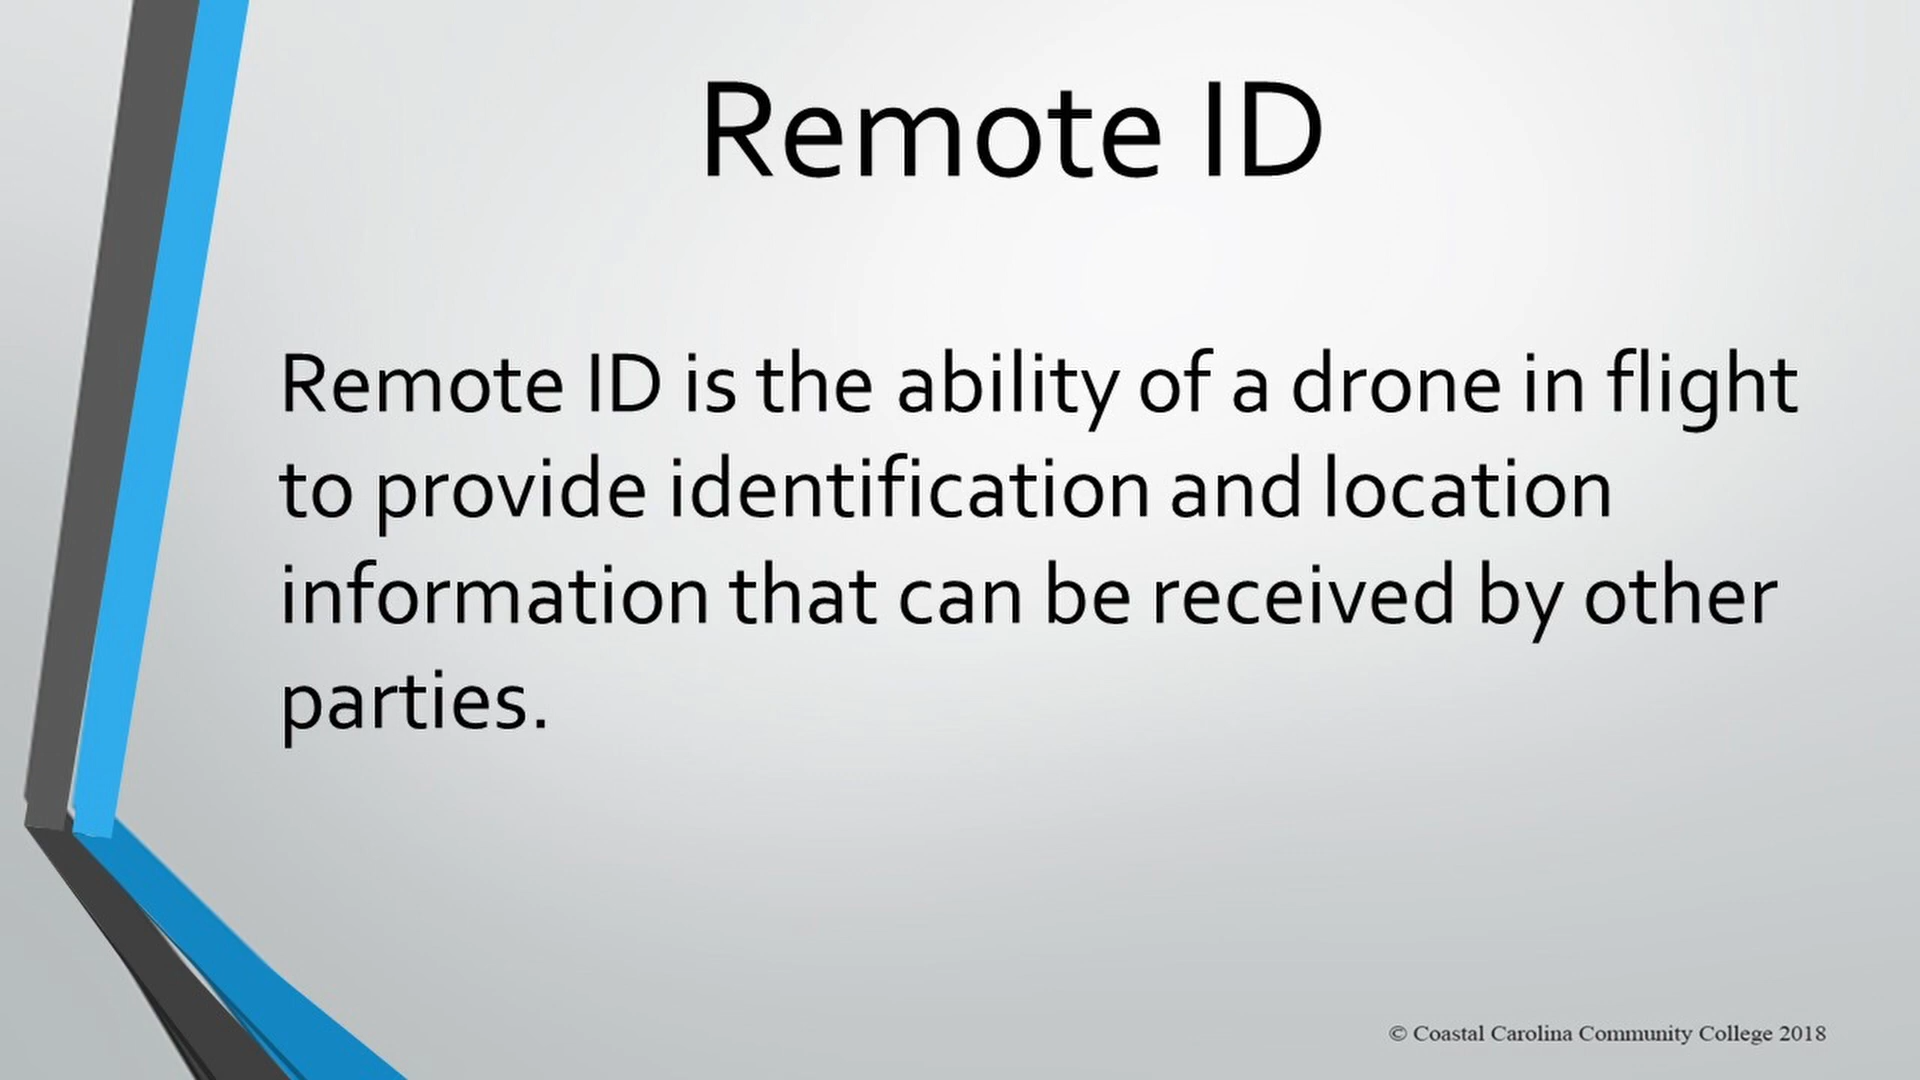 Remote ID
Remote ID is the ability of a drone in flight
to provide identification and location
information that can be received by other
parties.
© Coastal Carolina Community College 2018